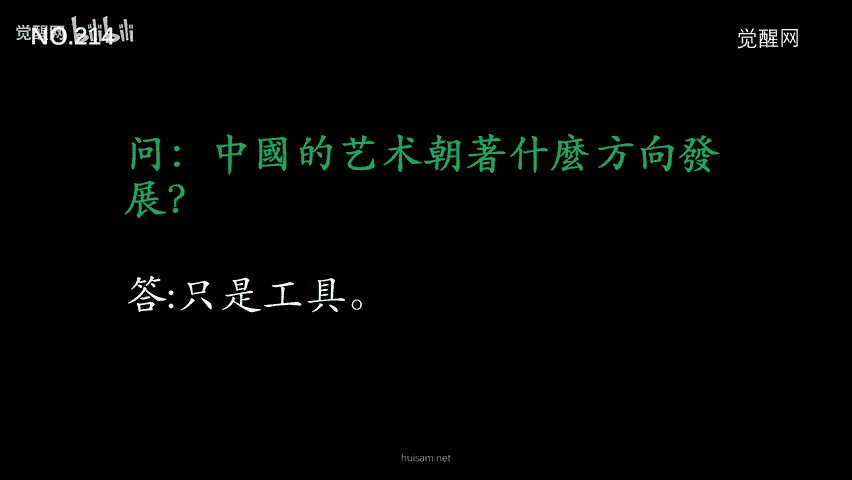 觉醒网 bilibili
NO.214
觉醒网
问：中國的艺术朝著什麼方向發
展?
答:只是工具。
huisam.net